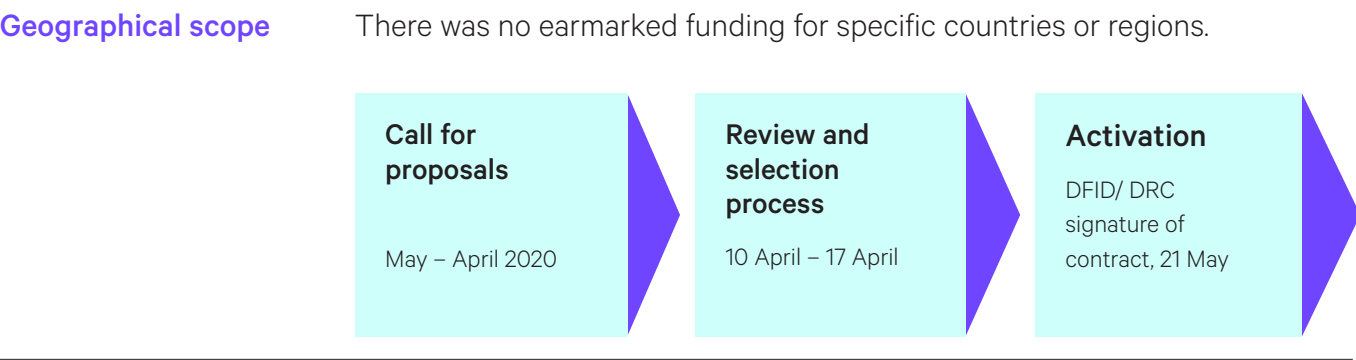 Geographical scope
There was no earmarked funding for specific countries or regions.
Call for
proposals
May – April 2020
Review and
selection
process
10 April – 17 April
Activation
DFID/ DRC
signature of
contract, 21 May